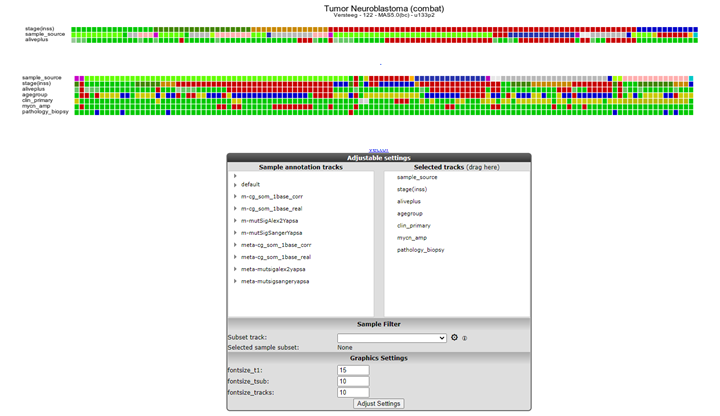 Tumor Neuroblastoma (combat)
Versteeg - 122 - MAS5.0(bc) - u133p2
stage(inss)
sample_source
aliveplus
sample_source
stage(inss)
aliveplus
agegroup
clin_primary
mycn_amp
pathology_biopsy
Adjustable settings
Sample annotation tracks
Selected tracks (drag here)
default
m-cg_som_1base_corr
m-cg_som_1base_real
m-mutSigAlex2Yapsa
m-mutSigSangerYapsa
meta-cg_som_1base_corr
meta-cg_som_1base_real
meta-mutsigalex2yapsa
meta-mutsigsangeryapsa
sample_source
stage(inss)
aliveplus
agegroup
clin_primary
mycn_amp
pathology_biopsy
Sample Filter
Subset track:
Selected sample subset: None
Graphics Settings
fontsize_t1: 15
fontsize_tsub: 10
fontsize_tracks: 10
Adjust Settings